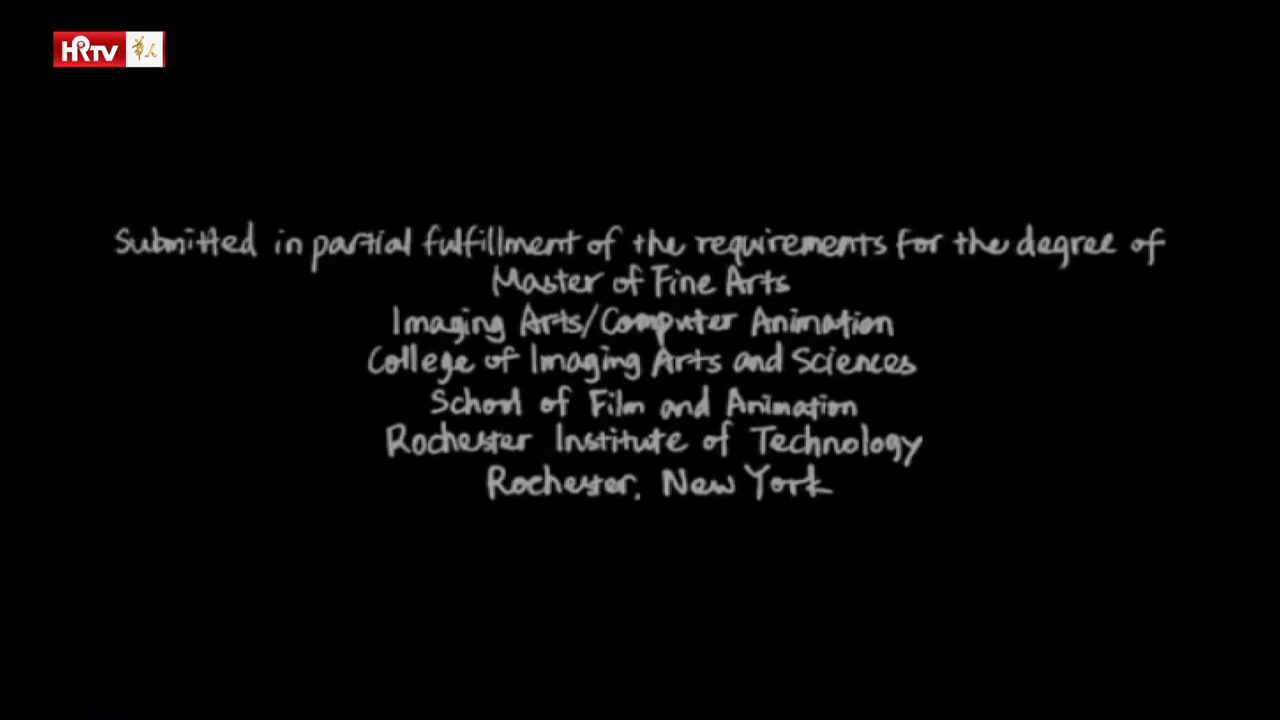 HRTV 華人
Submitted in partial fulfillment of the requirements for the degree of
Master of Fine Arts
Imaging Arts/Computer Animation
College of Imaging Arts and Sciences
School of Film and Animation
Rochester Institute of Technology
Rochester, New York